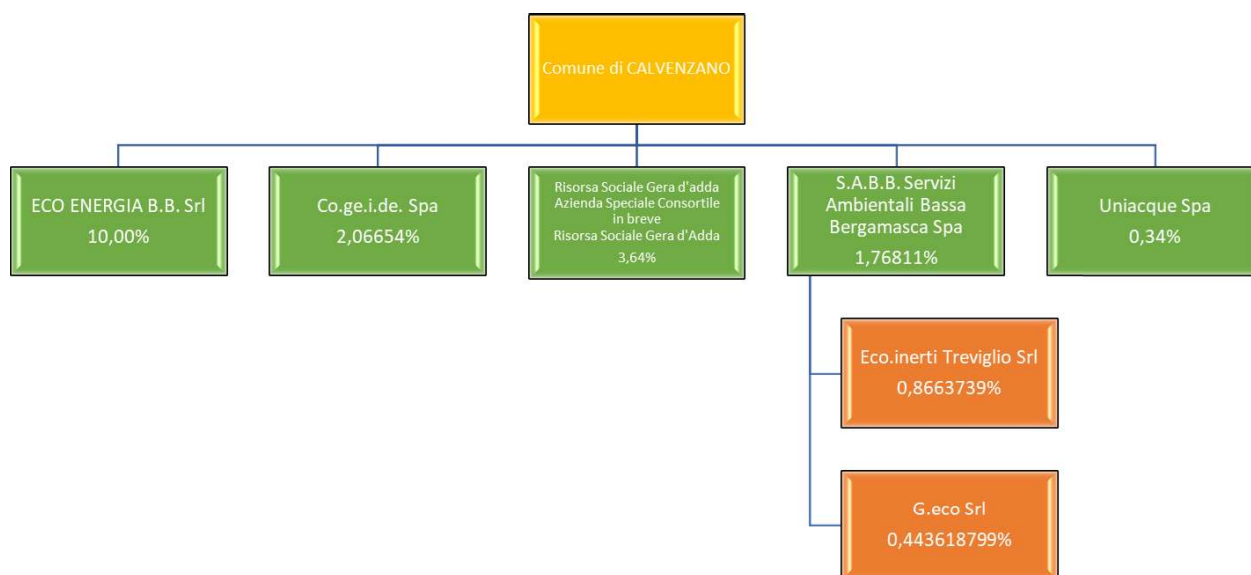 Comune di CALVENZANO
ECO ENERGIA B.B. Srl
10,00%
Co.ge.i.de. Spa
2,06654%
Risorsa Sociale Gera d'adda
Azienda Speciale Consortile
in breve
Risorsa Sociale Gera d'Adda
3,64%
S.A.B.B. Servizi
Ambientali Bassa
Bergamasca Spa
1,76811%
Uniacque Spa
0,34%
Eco.inerti Treviglio Srl
0,8663739%
G.eco Srl
0,443618799%